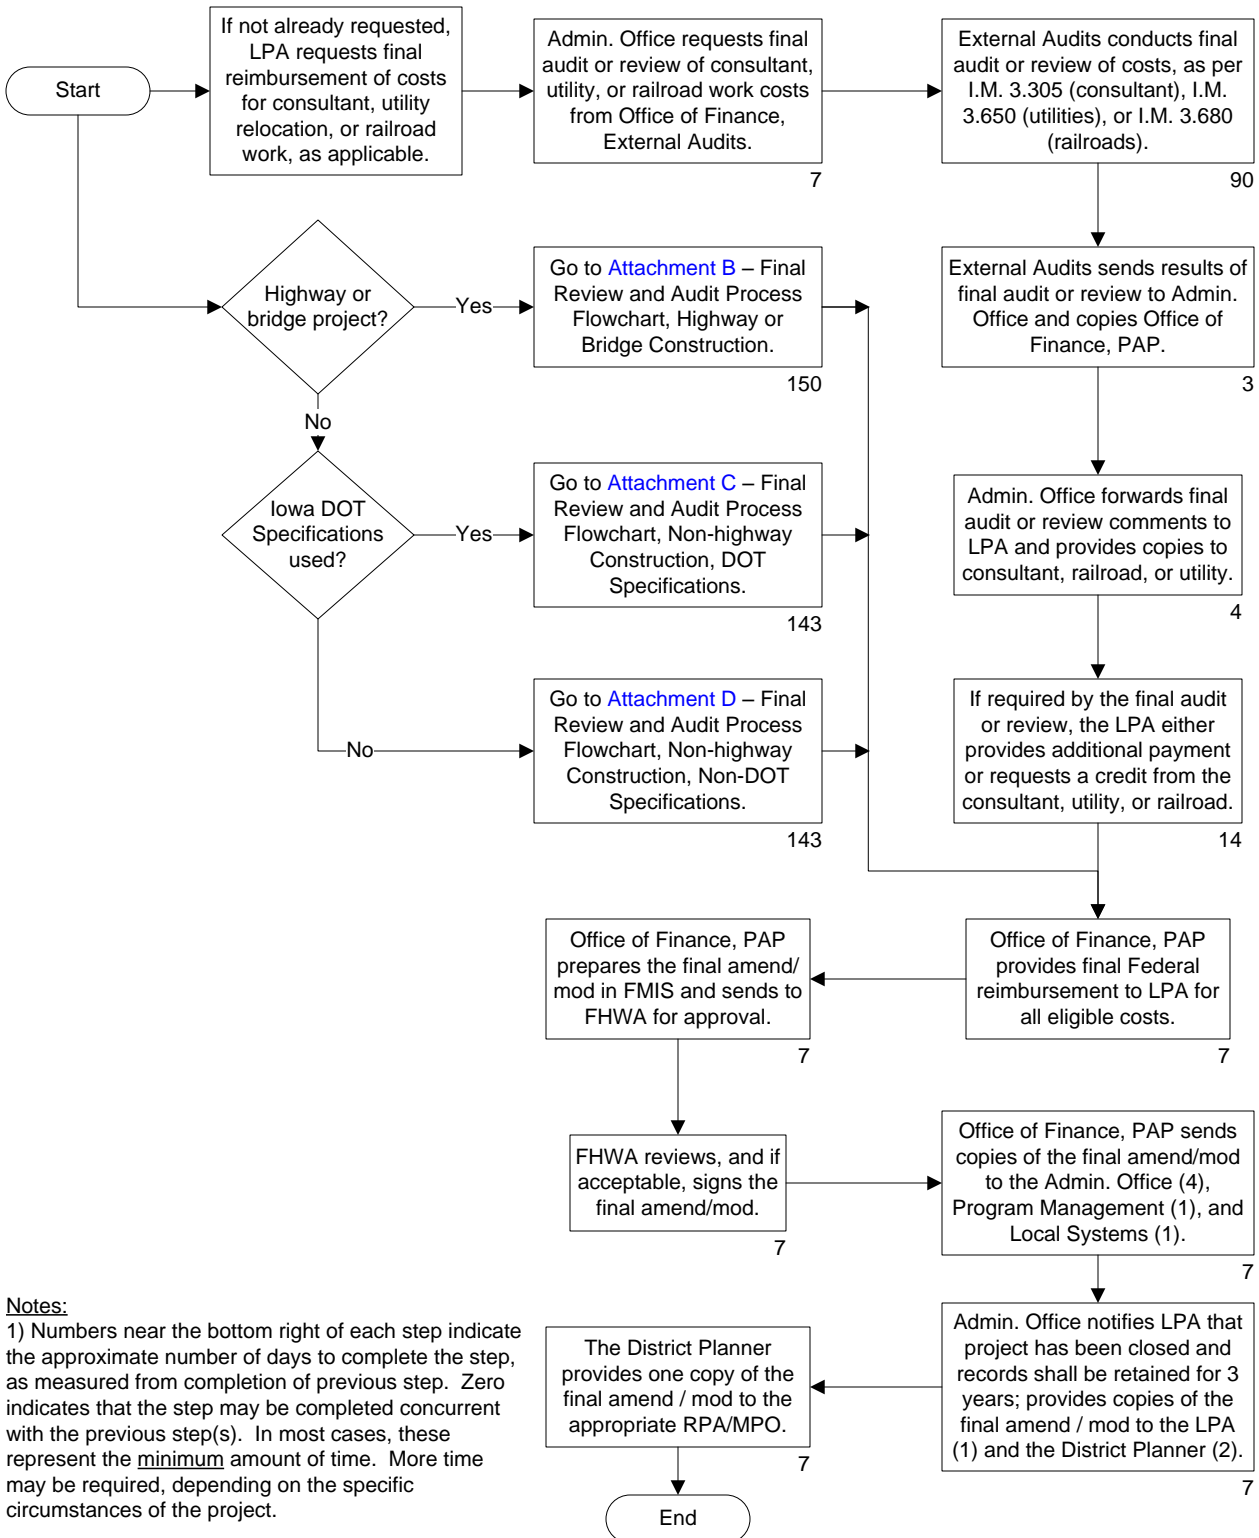 Start
If not already requested,
LPA requests final
reimbursement of costs
for consultant, utility
relocation, or railroad
work, as applicable.
Admin. Office requests final
audit or review of consultant,
utility, or railroad work costs
from Office of Finance,
External Audits.
7
External Audits conducts final
audit or review of costs, as per
I.M. 3.305 (consultant), I.M.
3.650 (utilities), or I.M. 3.680
(railroads).
90
Highway or
bridge project?
Yes
Go to Attachment B – Final
Review and Audit Process
Flowchart, Highway or
Bridge Construction.
150
External Audits sends results of
final audit or review to Admin.
Office and copies Office of
Finance, PAP.
3
No
Iowa DOT
Specifications
used?
Yes
Go to Attachment C – Final
Review and Audit Process
Flowchart, Non-highway
Construction, DOT
Specifications.
143
Admin. Office forwards final
audit or review comments to
LPA and provides copies to
consultant, railroad, or utility.
4
No
Go to Attachment D – Final
Review and Audit Process
Flowchart, Non-highway
Construction, Non-DOT
Specifications.
143
If required by the final audit
or review, the LPA either
provides additional payment
or requests a credit from the
consultant, utility, or railroad.
14
Office of Finance, PAP
provides final Federal
reimbursement to LPA for
all eligible costs.
7
Office of Finance, PAP
prepares the final amend/
mod in FMIS and sends to
FHWA for approval.
7
FHWA reviews, and if
acceptable, signs the
final amend/mod.
7
Office of Finance, PAP sends
copies of the final amend/mod
to the Admin. Office (4),
Program Management (1), and
Local Systems (1).
7
Admin. Office notifies LPA that
project has been closed and
records shall be retained for 3
years; provides copies of the
final amend / mod to the LPA
(1) and the District Planner (2).
7
The District Planner
provides one copy of the
final amend / mod to the
appropriate RPA/MPO.
7
End
Notes:
1) Numbers near the bottom right of each step indicate
the approximate number of days to complete the step,
as measured from completion of previous step. Zero
indicates that the step may be completed concurrent
with the previous step(s). In most cases, these
represent the minimum amount of time. More time
may be required, depending on the specific
circumstances of the project.